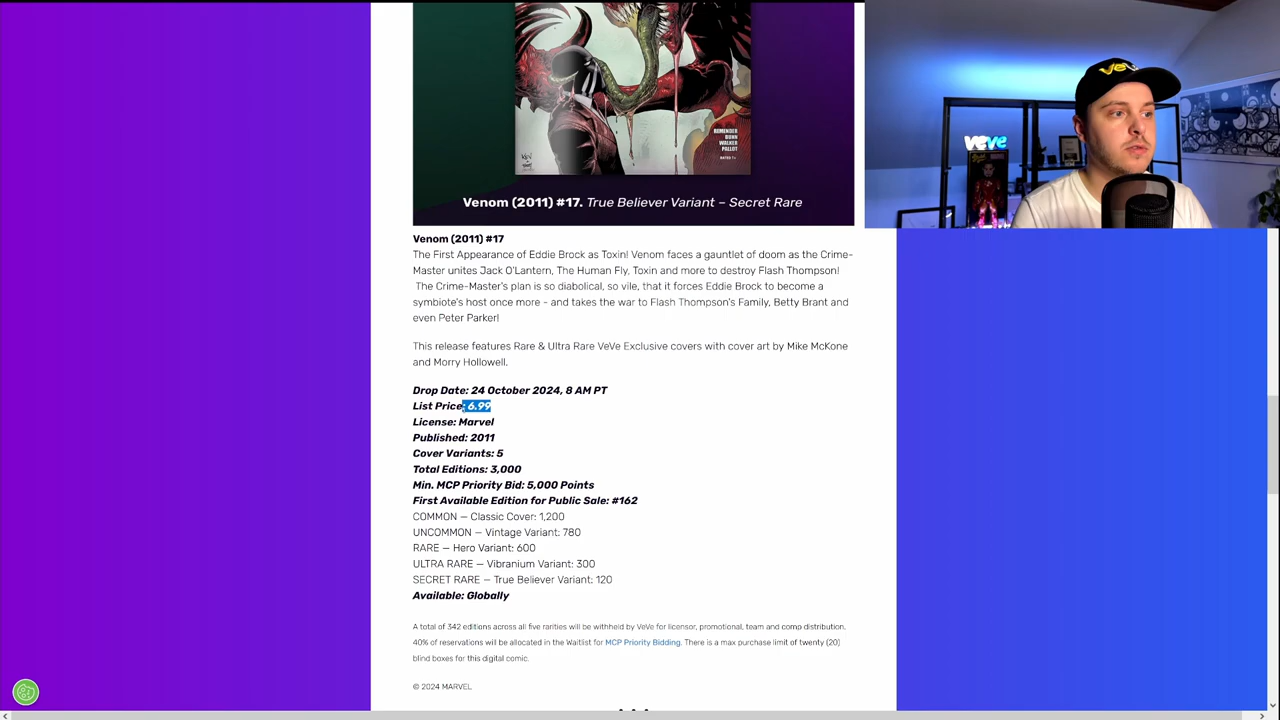 REMENDER
DUNN
WALKER
PALLOT
RATED T+
veve
Venom (2011) #17. True Believer Variant – Secret Rare
Venom (2011) #17
The First Appearance of Eddie Brock as Toxin! Venom faces a gauntlet of doom as the Crime-
Master unites Jack O'Lantern, The Human Fly, Toxin and more to destroy Flash Thompson!
The Crime-Master's plan is so diabolical, so vile, that it forces Eddie Brock to become a
symbiote's host once more - and takes the war to Flash Thompson's Family, Betty Brant and
even Peter Parker!
This release features Rare & Ultra Rare VeVe Exclusive covers with cover art by Mike McKone
and Morry Hollowell.
Drop Date: 24 October 2024, 8 AM PT
List Price: 6.99
License: Marvel
Published: 2011
Cover Variants: 5
Total Editions: 3,000
Min. MCP Priority Bid: 5,000 Points
First Available Edition for Public Sale: #162
COMMON — Classic Cover: 1,200
UNCOMMON — Vintage Variant: 780
RARE — Hero Variant: 600
ULTRA RARE — Vibranium Variant: 300
SECRET RARE — True Believer Variant: 120
Available: Globally
A total of 342 editions across all five rarities will be withheld by VeVe for licensor, promotional, team and comp distribution.
40% of reservations will be allocated in the Waitlist for MCP Priority Bidding. There is a max purchase limit of twenty (20)
blind boxes for this digital comic.
© 2024 MARVEL